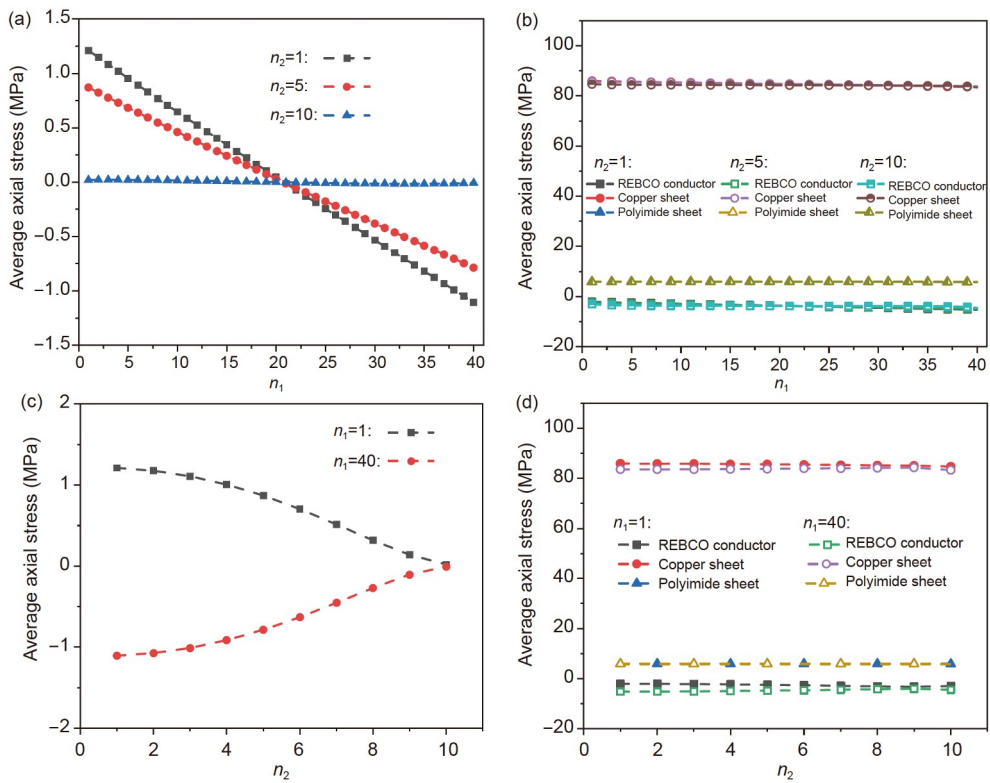 (a)
Average axial stress (MPa)
1.5
1.0
0.5
0.0
−0.5
−1.0
−1.5
n2=1:
n2=5:
n2=10:
0 5 10 15 20 25 30 35 40
n1
(b)
Average axial stress (MPa)
100
80
60
40
20
0
−20
n2=1: n2=5: n2=10:
REBCO conductor REBCO conductor REBCO conductor
Copper sheet Copper sheet Copper sheet
Polyimide sheet Polyimide sheet Polyimide sheet
0 5 10 15 20 25 30 35 40
n1
(c)
Average axial stress (MPa)
2
1
0
−1
−2
n1=1:
n1=40:
0 2 4 6 8 10
n2
(d)
Average axial stress (MPa)
100
80
60
40
20
0
−20
n1=1: n1=40:
REBCO conductor REBCO conductor
Copper sheet Copper sheet
Polyimide sheet Polyimide sheet
0 2 4 6 8 10
n2